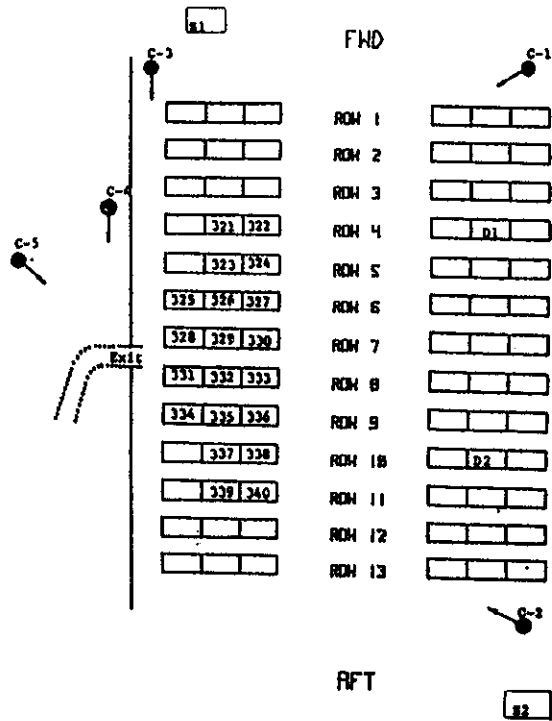 S1
FWD
C-3
C-1
ROW 1
ROW 2
ROW 3
C-4
321 322 ROW 4 D1
C-5
323 324 ROW 5
325 326 327 ROW 6
328 329 330 ROW 7
Exit
331 332 333 ROW 8
334 335 336 ROW 9
337 338 ROW 10 D2
339 340 ROW 11
ROW 12
ROW 13
C-2
AFT
S2